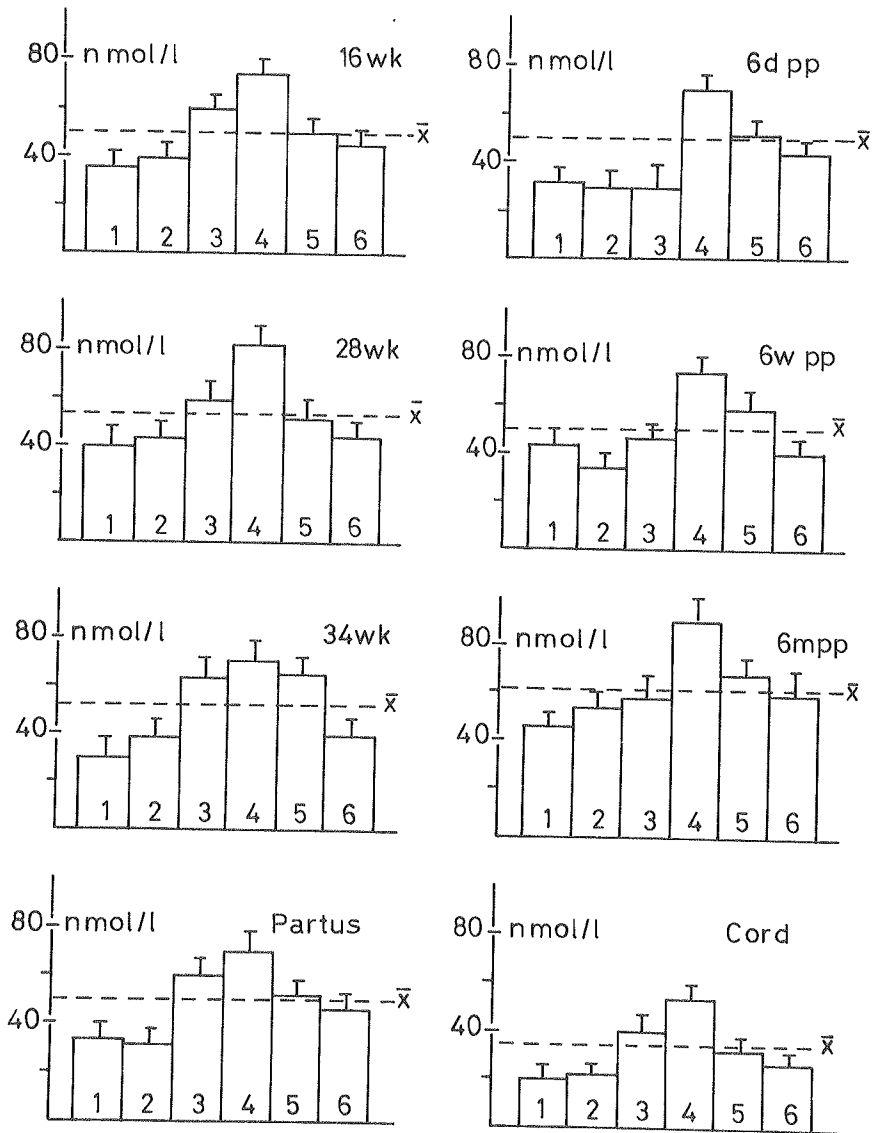 80 nmol/l 16wk
x̄
40
1 2 3 4 5 6
80 nmol/l 6d pp
x̄
40
1 2 3 4 5 6
80 nmol/l 28wk
x̄
40
1 2 3 4 5 6
80 nmol/l 6w pp
x̄
40
1 2 3 4 5 6
80 nmol/l 34wk
x̄
40
1 2 3 4 5 6
80 nmol/l 6mpp
x̄
40
1 2 3 4 5 6
80 nmol/l Partus
x̄
40
1 2 3 4 5 6
80 nmol/l Cord
x̄
40
1 2 3 4 5 6